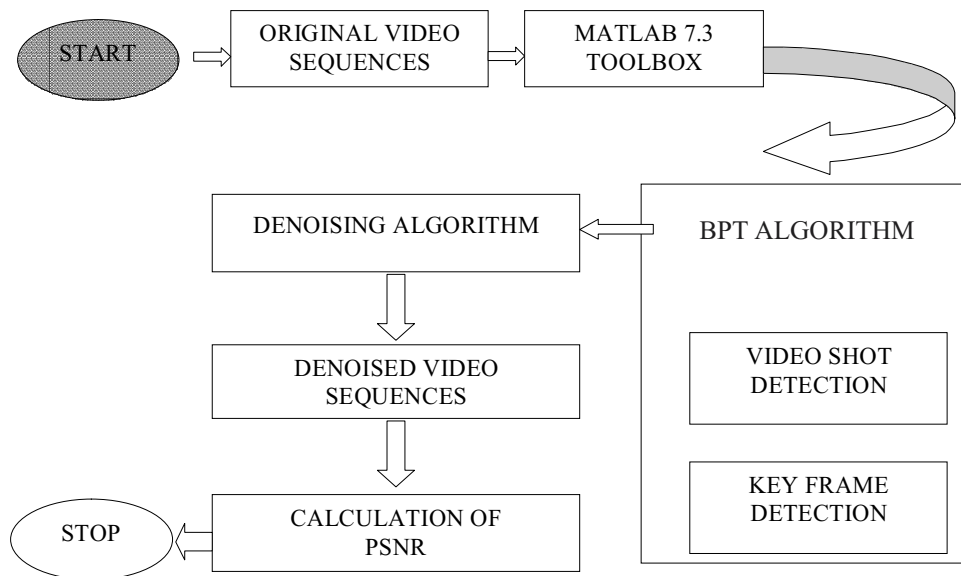 START
ORIGINAL VIDEO
SEQUENCES
MATLAB 7.3
TOOLBOX
BPT ALGORITHM
VIDEO SHOT
DETECTION
KEY FRAME
DETECTION
DENOISING ALGORITHM
DENOISED VIDEO
SEQUENCES
CALCULATION OF
PSNR
STOP